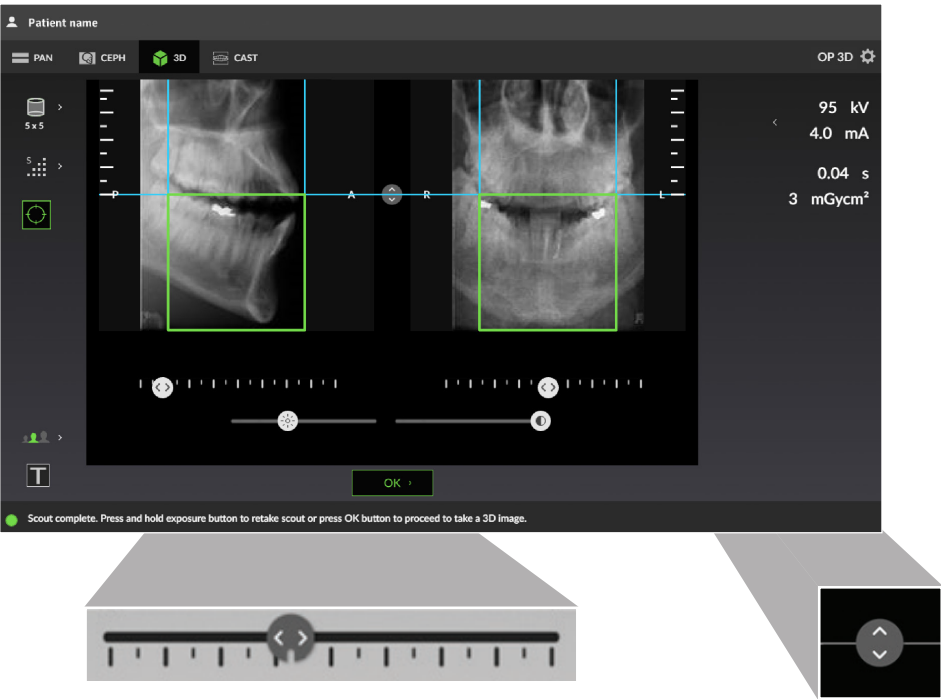 Patient name
PAN CEPH 3D CAST OP 3D
5 x 5
95 kV
4.0 mA
S
0.04 s
3 mGycm²
P A R L
T
OK ›
Scout complete. Press and hold exposure button to retake scout or press OK button to proceed to take a 3D image.